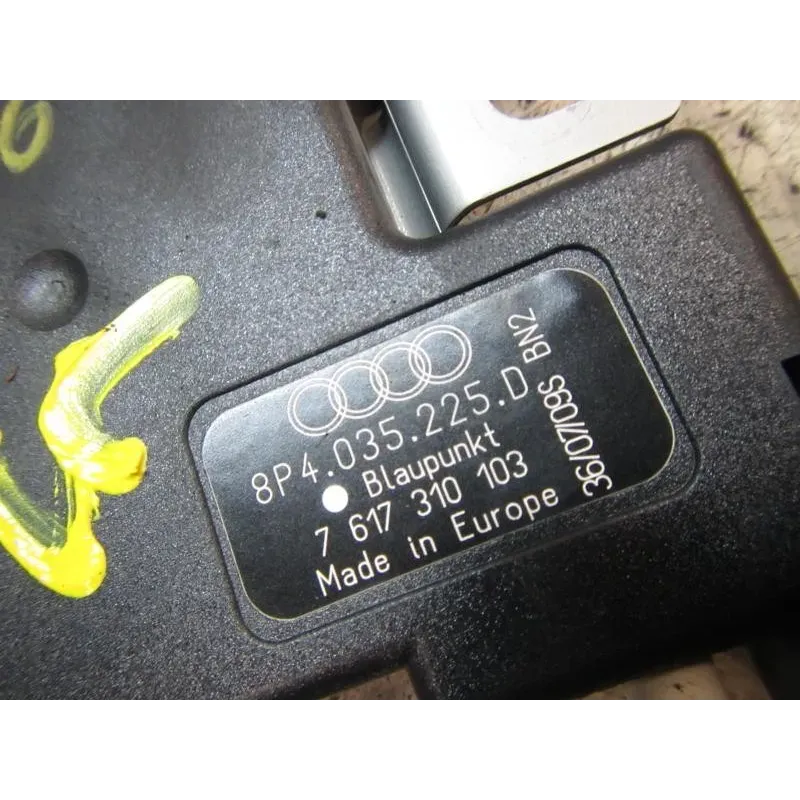 8P4.035.225.D
Blaupunkt
7 617 310 103
Made in Europe
36/07/09S BN2